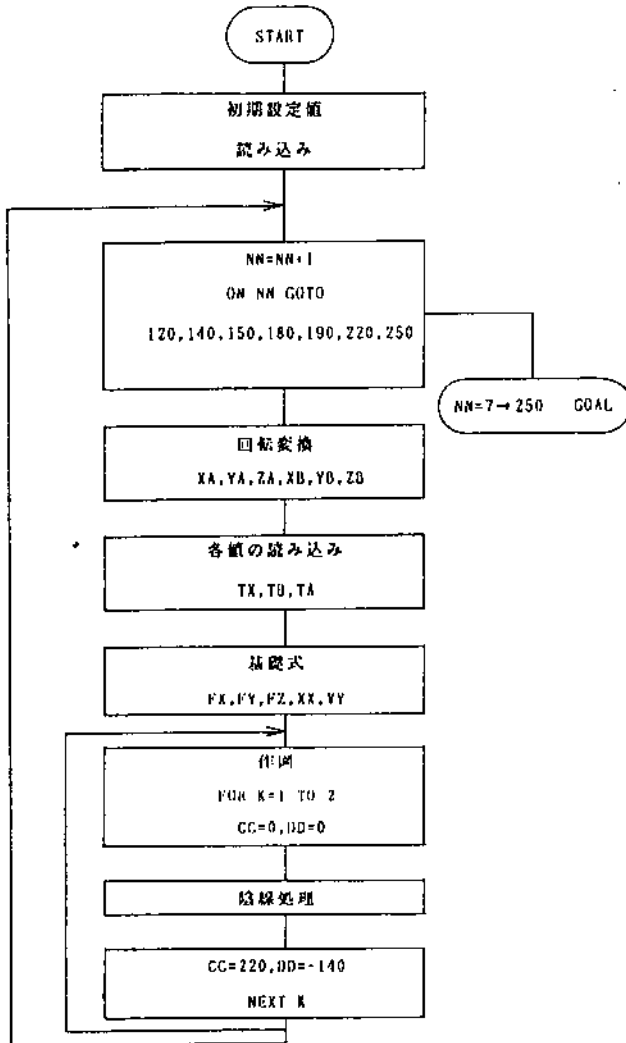 START
初期設定値
読み込み
NN=NN+1
ON NN GOTO
120,140,150,180,190,220,250
NN=7→250 GOAL
回転変換
XA,YA,ZA,XB,YB,ZB
各値の読み込み
TX,TB,TA
基礎式
FX,FY,FZ,XX,YY
作図
FOR K=1 TO 2
CC=0,DD=0
陰線処理
CC=220,DD=-140
NEXT K